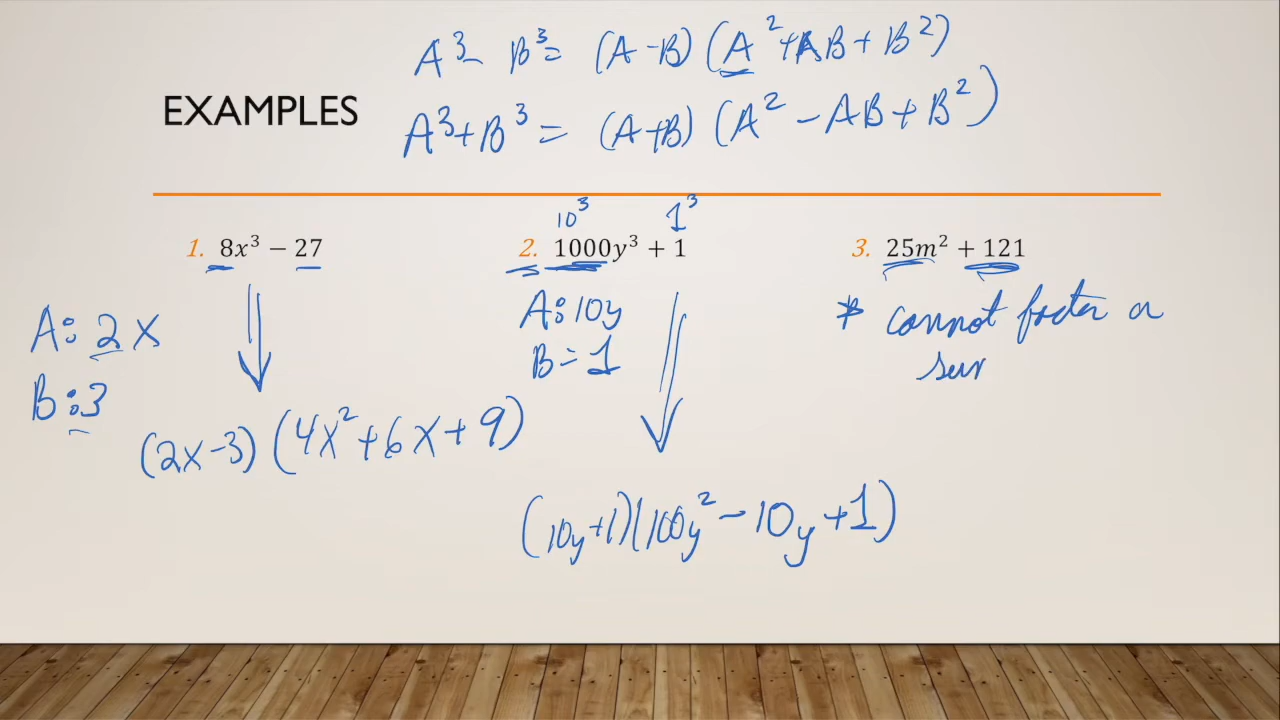 A³ - B³ = (A - B) (A² + AB + B²)
EXAMPLES
A³ + B³ = (A + B) (A² - AB + B²)
10³ 1³
1. 8x³ − 27
2. 1000y³ + 1
3. 25m² + 121
A: 2x
B: 3
(2x - 3) (4x² + 6x + 9)
A: 10y
B = 1
(10y + 1) (100y² - 10y + 1)
* cannot factor a
sum